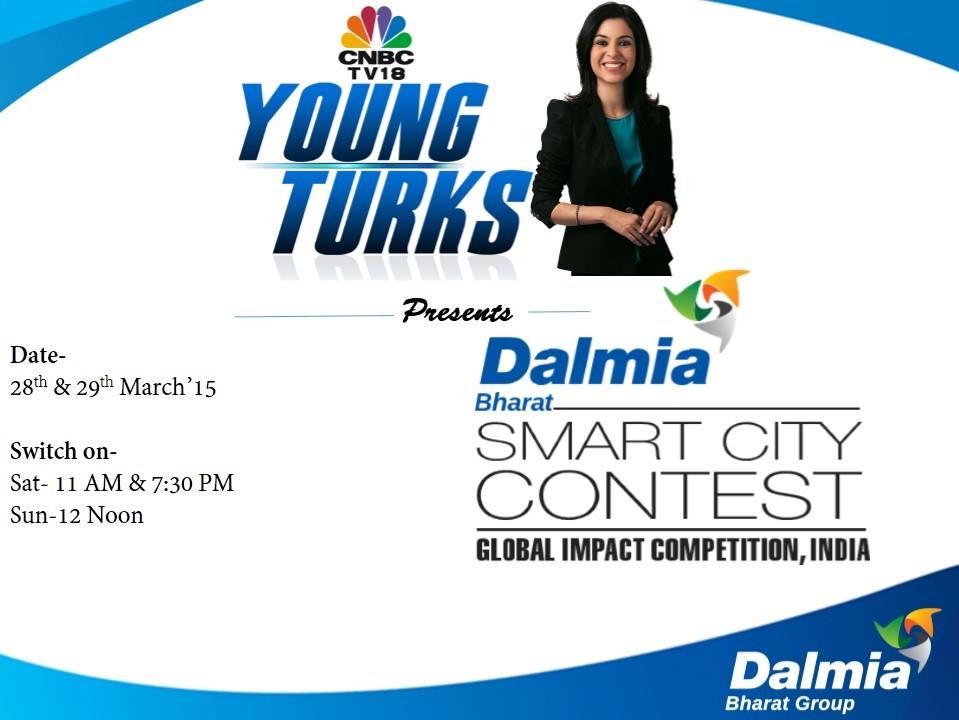 CNBC
TV18
YOUNG
TURKS
Presents
Date-
28th & 29th March’15
Switch on-
Sat- 11 AM & 7:30 PM
Sun-12 Noon
Dalmia
Bharat
SMART CITY
CONTEST
GLOBAL IMPACT COMPETITION, INDIA
Dalmia
Bharat Group